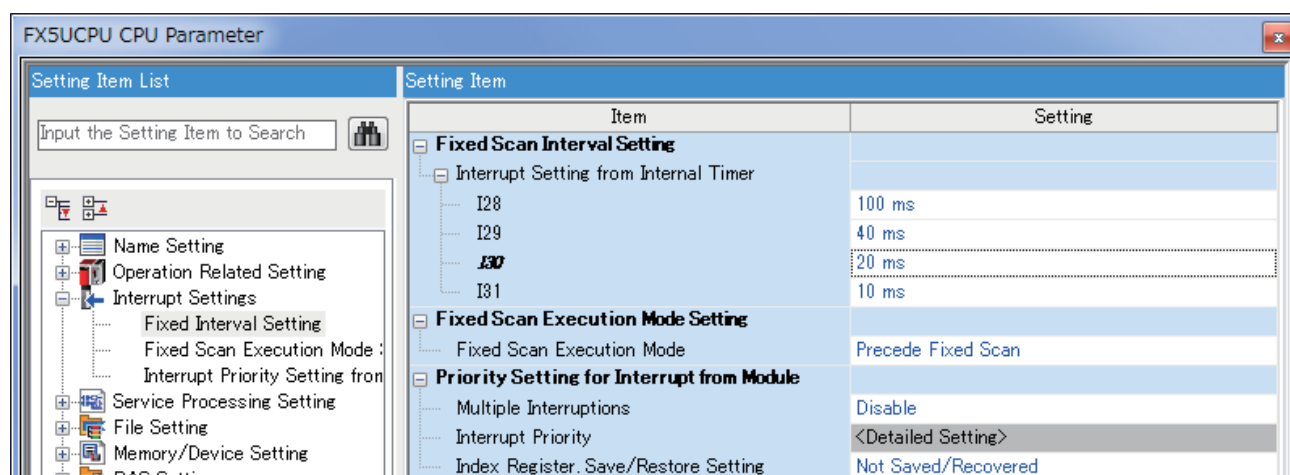 FX5UCPU CPU Parameter
x
Setting Item List
Setting Item
Input the Setting Item to Search
Item Setting
Fixed Scan Interval Setting
Interrupt Setting from Internal Timer
I28 100 ms
I29 40 ms
I30 20 ms
I31 10 ms
Fixed Scan Execution Mode Setting
Fixed Scan Execution Mode Precede Fixed Scan
Priority Setting for Interrupt from Module
Multiple Interruptions Disable
Interrupt Priority <Detailed Setting>
Index Register. Save/Restore Setting Not Saved/Recovered
Name Setting
Operation Related Setting
Interrupt Settings
Fixed Interval Setting
Fixed Scan Execution Mode
Interrupt Priority Setting from
Service Processing Setting
File Setting
Memory/Device Setting